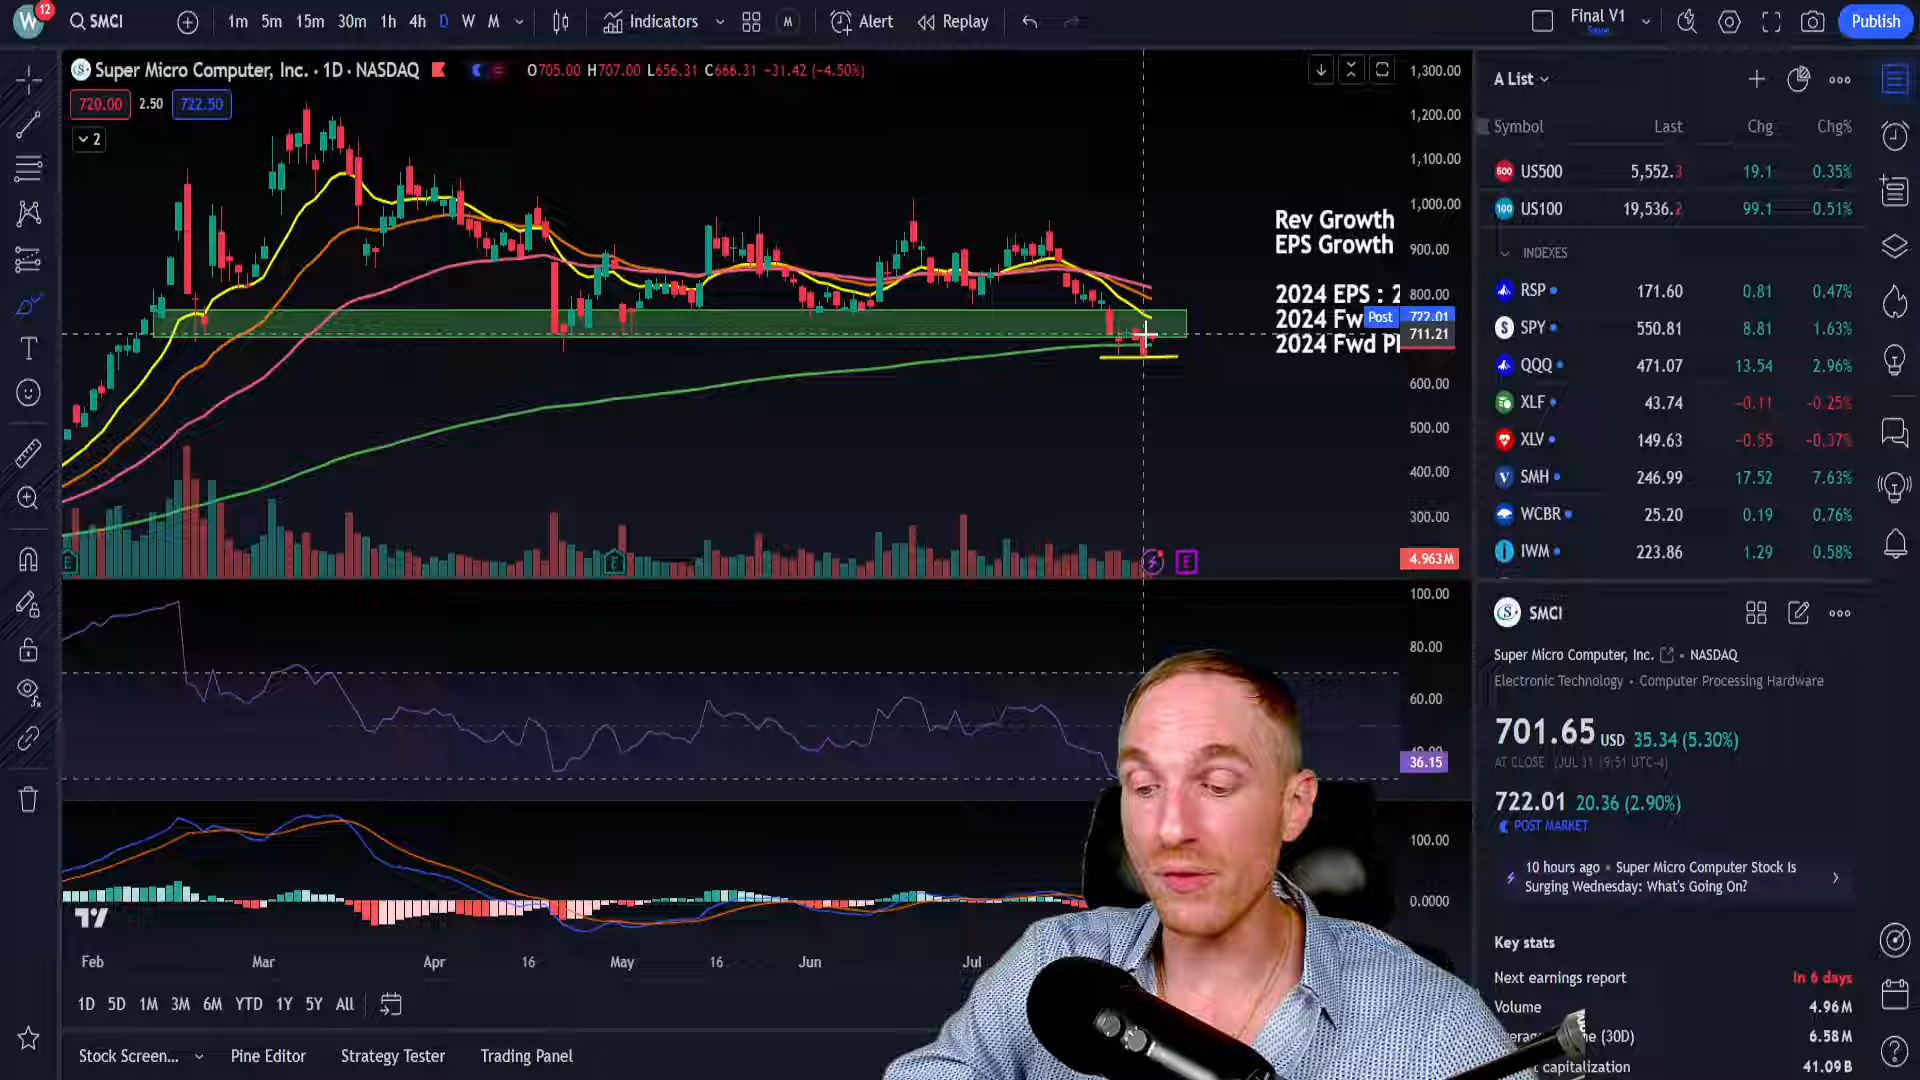 W
12
SMCI
1m 5m 15m 30m 1h 4h D W M
Indicators
M
Alert
Replay
Final V1
Save
Publish
Super Micro Computer, Inc. · 1D · NASDAQ
O705.00 H707.00 L656.31 C666.31 −31.42 (−4.50%)
720.00 2.50 722.50
2
1,300.00
1,200.00
1,100.00
1,000.00
900.00
800.00
Post 722.01
711.21
600.00
500.00
400.00
300.00
4.963M
Rev Growth
EPS Growth
2024 EPS : 2
2024 Fw
2024 Fwd P
E
E
E
100.00
80.00
60.00
36.15
100.00
0.0000
Feb Mar Apr 16 May 16 Jun Jul
1D 5D 1M 3M 6M YTD 1Y 5Y All
Stock Screen... Pine Editor Strategy Tester Trading Panel
A List
Symbol Last Chg Chg%
500 US500 5,552.3 19.1 0.35%
100 US100 19,536.2 99.1 0.51%
INDEXES
RSP 171.60 0.81 0.47%
S SPY 550.81 8.81 1.63%
QQQ 471.07 13.54 2.96%
XLF 43.74 −0.11 −0.25%
XLV 149.63 −0.55 −0.37%
V SMH 246.99 17.52 7.63%
WCBR 25.20 0.19 0.76%
IWM 223.86 1.29 0.58%
S SMCI
Super Micro Computer, Inc. • NASDAQ
Electronic Technology • Computer Processing Hardware
701.65 USD 35.34 (5.30%)
AT CLOSE (JUL 31 19:51 UTC-4)
722.01 20.36 (2.90%)
POST MARKET
10 hours ago • Super Micro Computer Stock Is
Surging Wednesday: What's Going On?
Key stats
Next earnings report In 6 days
Volume 4.96M
(30D) 6.58M
capitalization 41.09B